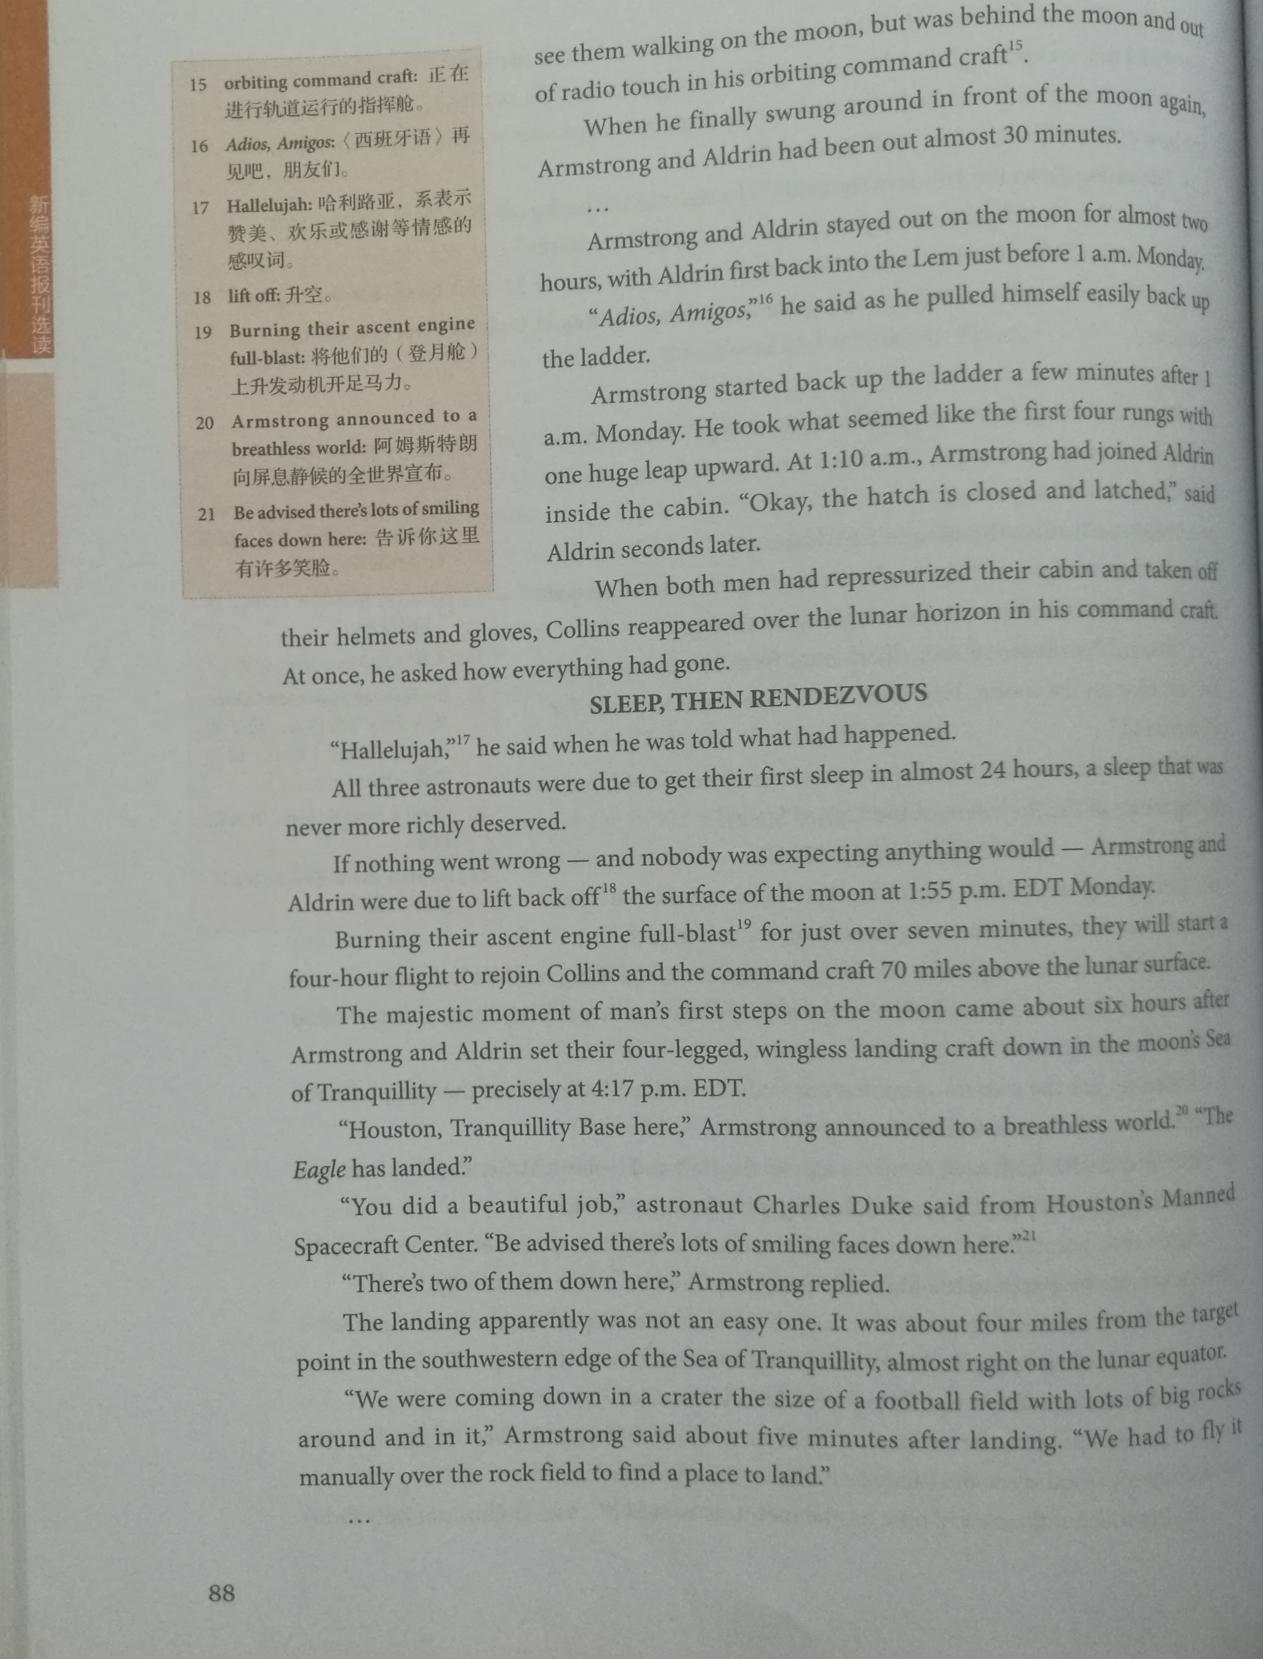 新编英语报刊选读
15 orbiting command craft: 正在
进行轨道运行的指挥舱。
16 Adios, Amigos:〈西班牙语〉再
见吧，朋友们。
17 Hallelujah: 哈利路亚，系表示
赞美、欢乐或感谢等情感的
感叹词。
18 lift off: 升空。
19 Burning their ascent engine
full-blast: 将他们的（登月舱）
上升发动机开足马力。
20 Armstrong announced to a
breathless world: 阿姆斯特朗
向屏息静候的全世界宣布。
21 Be advised there's lots of smiling
faces down here: 告诉你这里
有许多笑脸。
see them walking on the moon, but was behind the moon and out
of radio touch in his orbiting command craft15.
When he finally swung around in front of the moon again,
Armstrong and Aldrin had been out almost 30 minutes.
…
Armstrong and Aldrin stayed out on the moon for almost two
hours, with Aldrin first back into the Lem just before 1 a.m. Monday.
“Adios, Amigos,”16 he said as he pulled himself easily back up
the ladder.
Armstrong started back up the ladder a few minutes after 1
a.m. Monday. He took what seemed like the first four rungs with
one huge leap upward. At 1:10 a.m., Armstrong had joined Aldrin
inside the cabin. “Okay, the hatch is closed and latched,” said
Aldrin seconds later.
When both men had repressurized their cabin and taken off
their helmets and gloves, Collins reappeared over the lunar horizon in his command craft.
At once, he asked how everything had gone.
SLEEP, THEN RENDEZVOUS
“Hallelujah,”17 he said when he was told what had happened.
All three astronauts were due to get their first sleep in almost 24 hours, a sleep that was
never more richly deserved.
If nothing went wrong — and nobody was expecting anything would — Armstrong and
Aldrin were due to lift back off18 the surface of the moon at 1:55 p.m. EDT Monday.
Burning their ascent engine full-blast19 for just over seven minutes, they will start a
four-hour flight to rejoin Collins and the command craft 70 miles above the lunar surface.
The majestic moment of man's first steps on the moon came about six hours after
Armstrong and Aldrin set their four-legged, wingless landing craft down in the moon's Sea
of Tranquillity — precisely at 4:17 p.m. EDT.
“Houston, Tranquillity Base here,” Armstrong announced to a breathless world.20 “The
Eagle has landed.”
“You did a beautiful job,” astronaut Charles Duke said from Houston's Manned
Spacecraft Center. “Be advised there's lots of smiling faces down here.”21
“There's two of them down here,” Armstrong replied.
The landing apparently was not an easy one. It was about four miles from the target
point in the southwestern edge of the Sea of Tranquillity, almost right on the lunar equator.
“We were coming down in a crater the size of a football field with lots of big rocks
around and in it,” Armstrong said about five minutes after landing. “We had to fly it
manually over the rock field to find a place to land.”
…
88